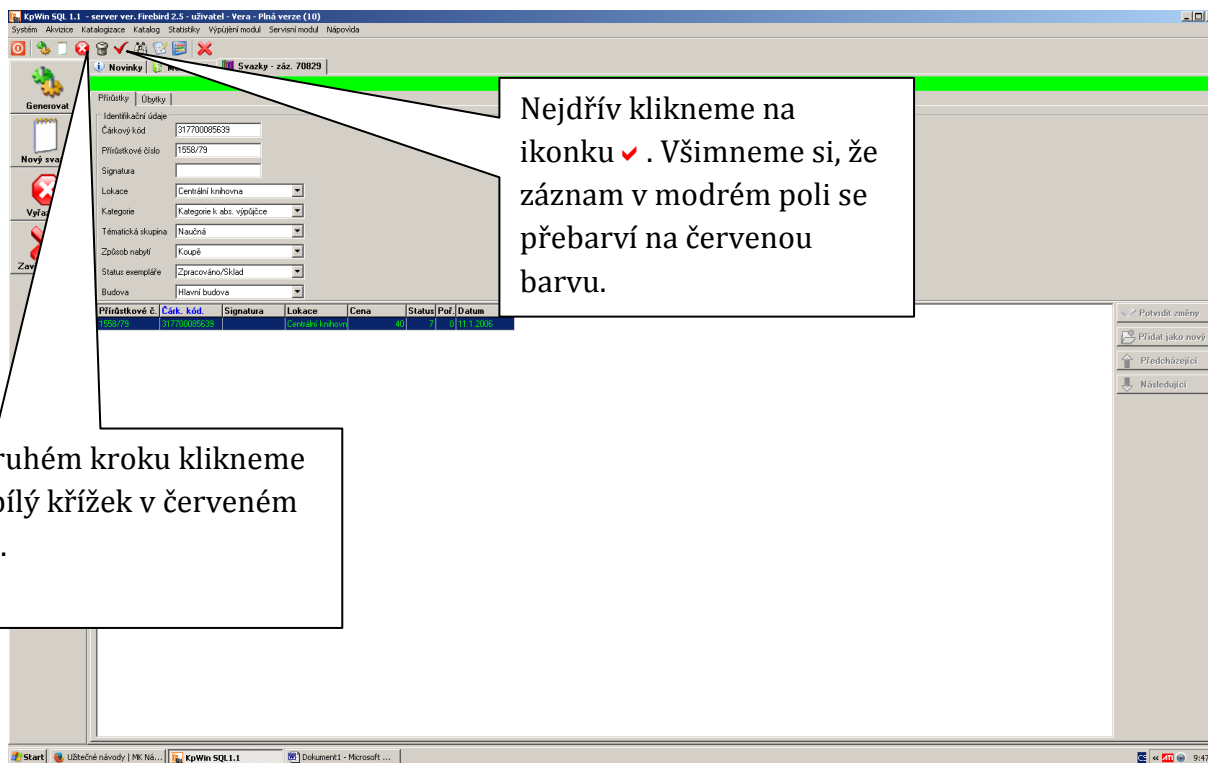 KpWin SQL 1.1 - server ver. Firebird 2.5 - uživatel - Vera - Plná verze (10)
Systém Akvizice Katalogizace Katalog Statistiky Výpůjční modul Servisní modul Nápověda
Novinky
Svazky - záz. 70829
Generovat
Nový sva
Vyřa
Zav
Přírůstky Úbytky
Identifikační údaje
Čárkový kód 317700085639
Přírůstkové číslo 1558/79
Signatura
Lokace Centrální knihovna
Kategorie Kategorie k abs. výpůjčce
Tématická skupina Naučná
Způsob nabytí Koupě
Status exempláře Zpracováno/Sklad
Budova Hlavní budova
Nejdřív klikneme na
ikonku ✔ . Všimneme si, že
záznam v modrém poli se
přebarví na červenou
barvu.
Přírůstkové č. Čárk. kód. Signatura Lokace Cena Status Poř. Datum
1558/79 317700085639 Centrální knihovn 40 7 0 11.1.2006
Potvrdit změny
Přidat jako nový
Předcházející
Následující
ruhém kroku klikneme
bílý křížek v červeném
.
Start Užitečné návody | MK Ná... KpWin SQL1.1 Dokument1 - Microsoft ... CS « ATI 9:47